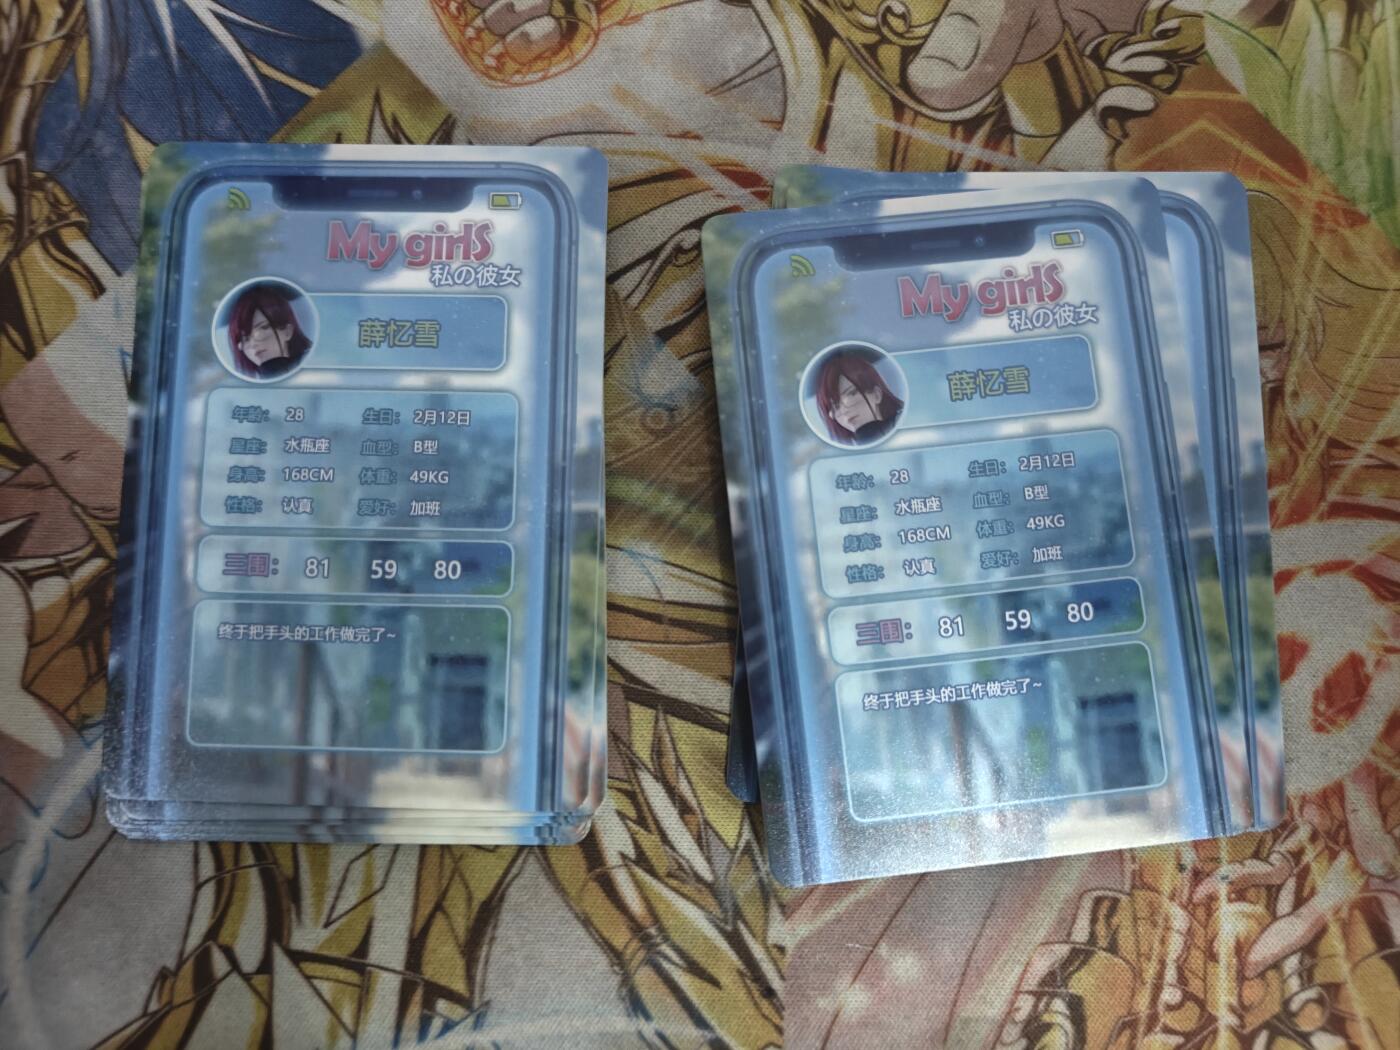 My girls
私の彼女
薛忆雪
年龄: 28 生日: 2月12日
星座: 水瓶座 血型: B型
身高: 168CM 体重: 49KG
性格: 认真 爱好: 加班
三围: 81 59 80
终于把手头的工作做完了~
My girls
私の彼女
薛忆雪
年龄: 28 生日: 2月12日
星座: 水瓶座 血型: B型
身高: 168CM 体重: 49KG
性格: 认真 爱好: 加班
三围: 81 59 80
终于把手头的工作做完了~